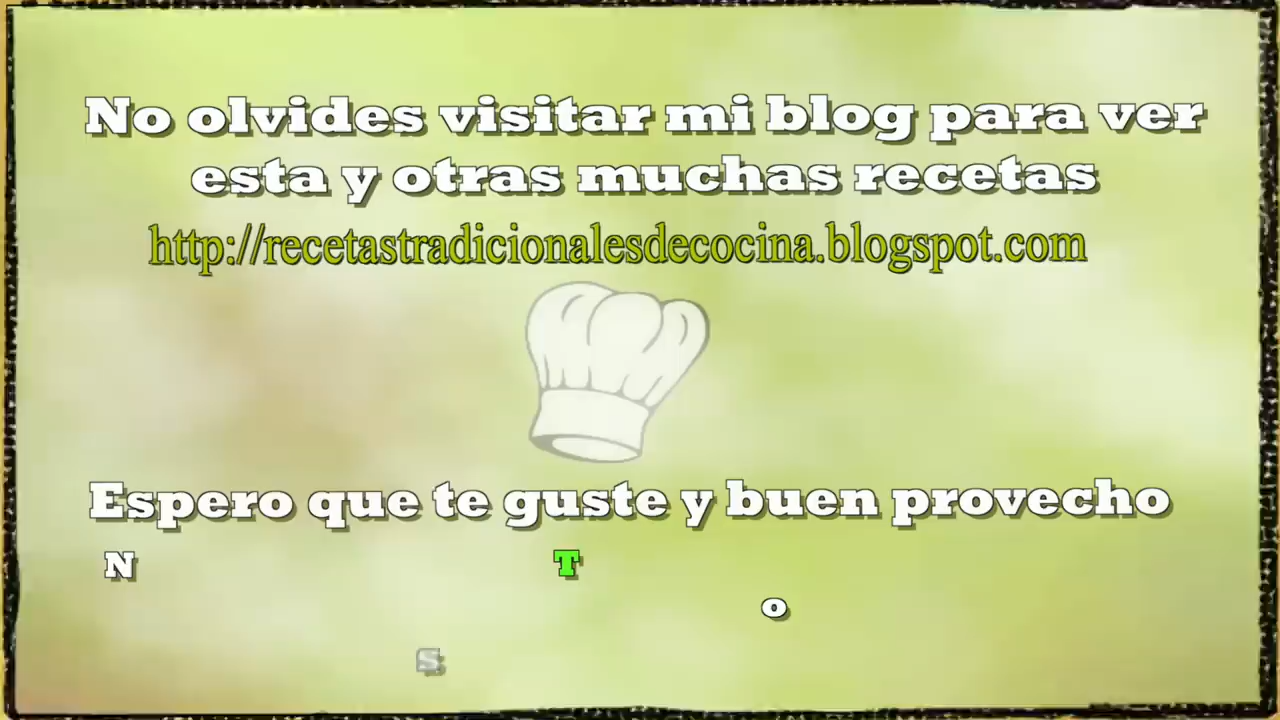 No olvides visitar mi blog para ver
esta y otras muchas recetas
http://recetastradicionalesdecocina.blogspot.com
Espero que te guste y buen provecho
N T
o
s